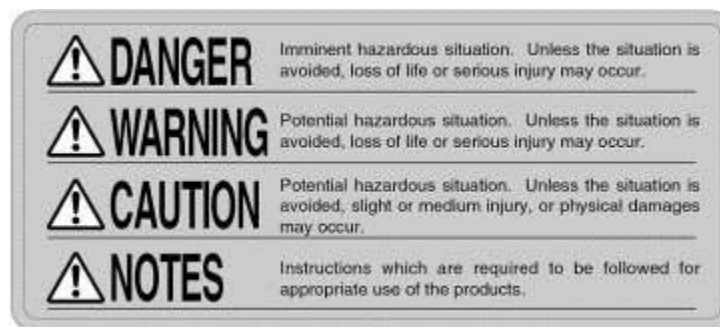 DANGER
Imminent hazardous situation. Unless the situation is
avoided, loss of life or serious injury may occur.
WARNING
Potential hazardous situation. Unless the situation is
avoided, loss of life or serious injury may occur.
CAUTION
Potential hazardous situation. Unless the situation is
avoided, slight or medium injury, or physical damages
may occur.
NOTES
Instructions which are required to be followed for
appropriate use of the products.